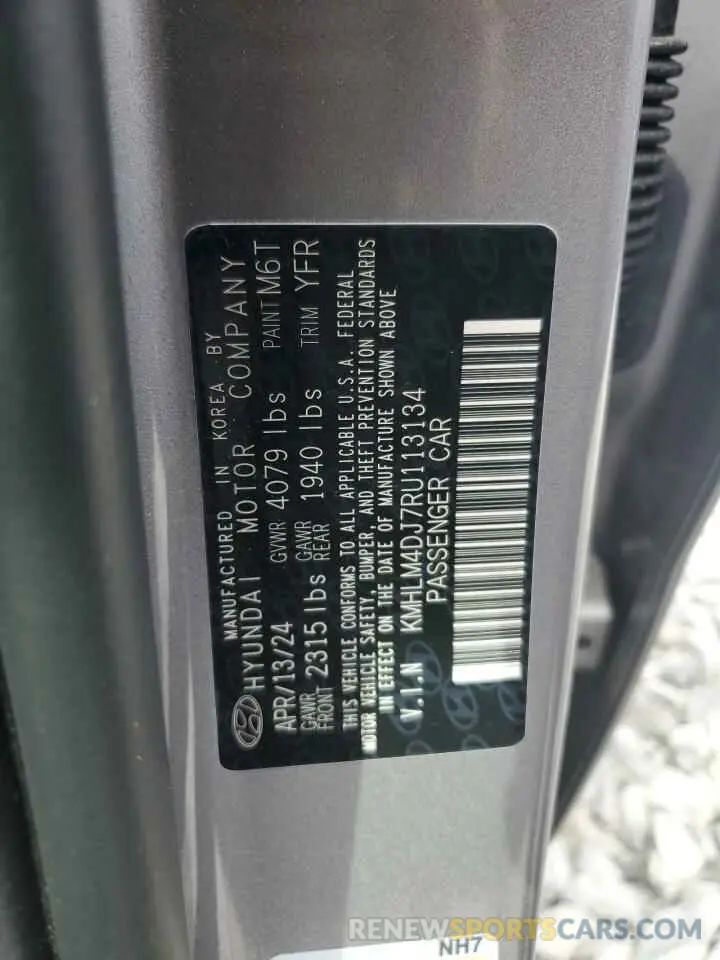 MANUFACTURED IN KOREA BY
HYUNDAI MOTOR COMPANY
APR/13/24 GVWR 4079 lbs PAINT M6T
GAWR FRONT 2315 lbs GAWR REAR 1940 lbs TRIM YFR
THIS VEHICLE CONFORMS TO ALL APPLICABLE U.S.A. FEDERAL
MOTOR VEHICLE SAFETY, BUMPER, AND THEFT PREVENTION STANDARDS
IN EFFECT ON THE DATE OF MANUFACTURE SHOWN ABOVE
V.I.N KMHLM4DJ7RU113134
PASSENGER CAR
NH7
RENEWSPORTSCARS.COM